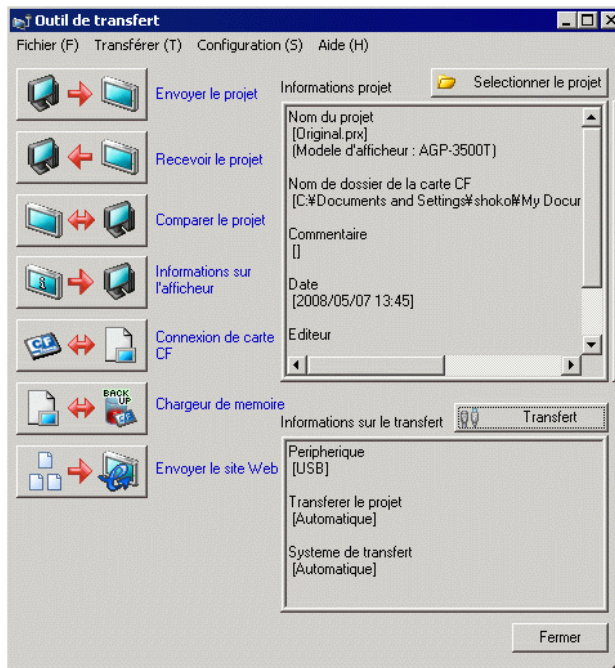 Outil de transfert
Fichier (F) Transférer (T) Configuration (S) Aide (H)
Envoyer le projet
Recevoir le projet
Comparer le projet
Informations sur
l'afficheur
CF
Connexion de carte
CF
BACK
UP
CF
Chargeur de memoire
Envoyer le site Web
Informations projet
Selectionner le projet
Nom du projet
[Original.prx]
(Modele d'afficheur : AGP-3500T)
Nom de dossier de la carte CF
[C:¥Documents and Settings¥shoko¥My Docur
Commentaire
[]
Date
[2008/05/07 13:45]
Editeur
Informations sur le transfert
Transfert
Peripherique
[USB]
Transferer le projet
[Automatique]
Systeme de transfert
[Automatique]
Fermer